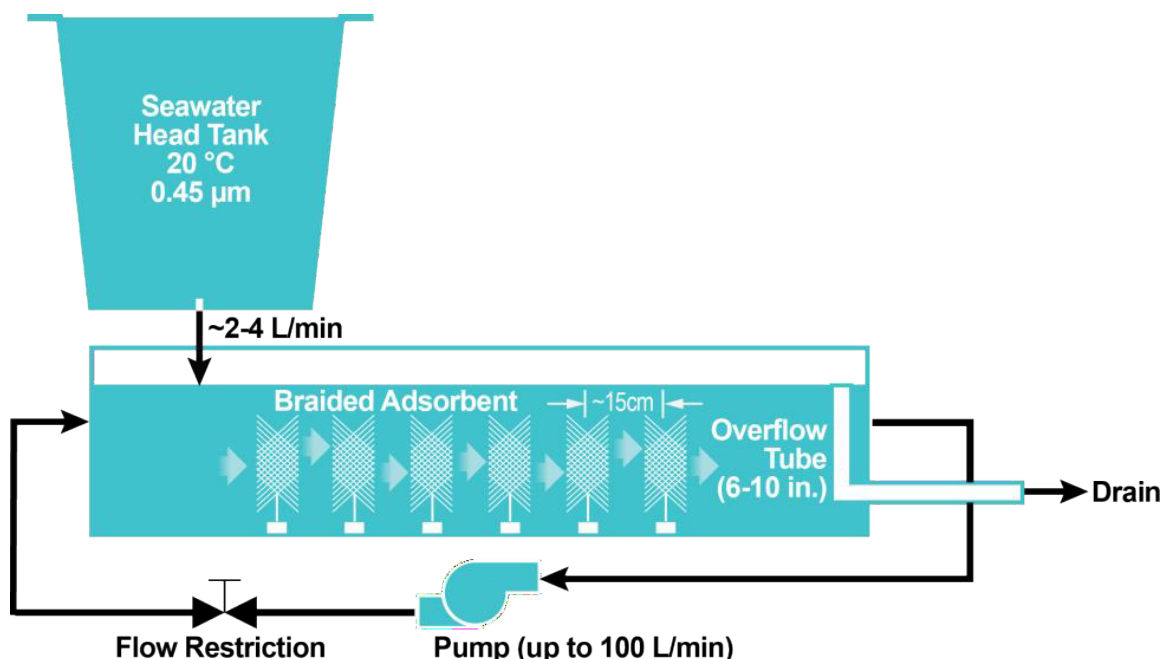 Seawater
Head Tank
20 °C
0.45 µm
~2-4 L/min
Braided Adsorbent
~15cm
Overflow
Tube
(6-10 in.)
Drain
Flow Restriction
Pump (up to 100 L/min)